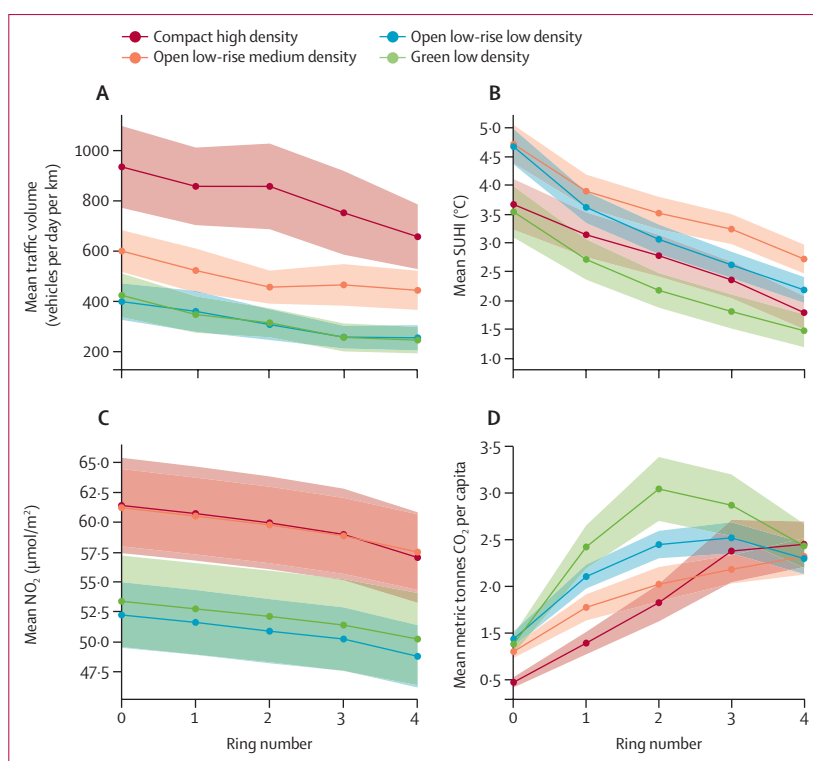 Compact high density
Open low-rise medium density
Open low-rise low density
Green low density
A
Mean traffic volume
(vehicles per day per km)
1000
800
600
400
200
B
Mean SUHI (°C)
5·0
4·5
4·0
3·5
3·0
2·5
2·0
1·5
1·0
C
Mean NO₂ (μmol/m²)
65·0
62·5
60·0
57·5
55·0
52·5
50·0
47·5
0 1 2 3 4
Ring number
D
Mean metric tonnes CO₂ per capita
3·5
3·0
2·5
2·0
1·5
0·5
0 1 2 3 4
Ring number